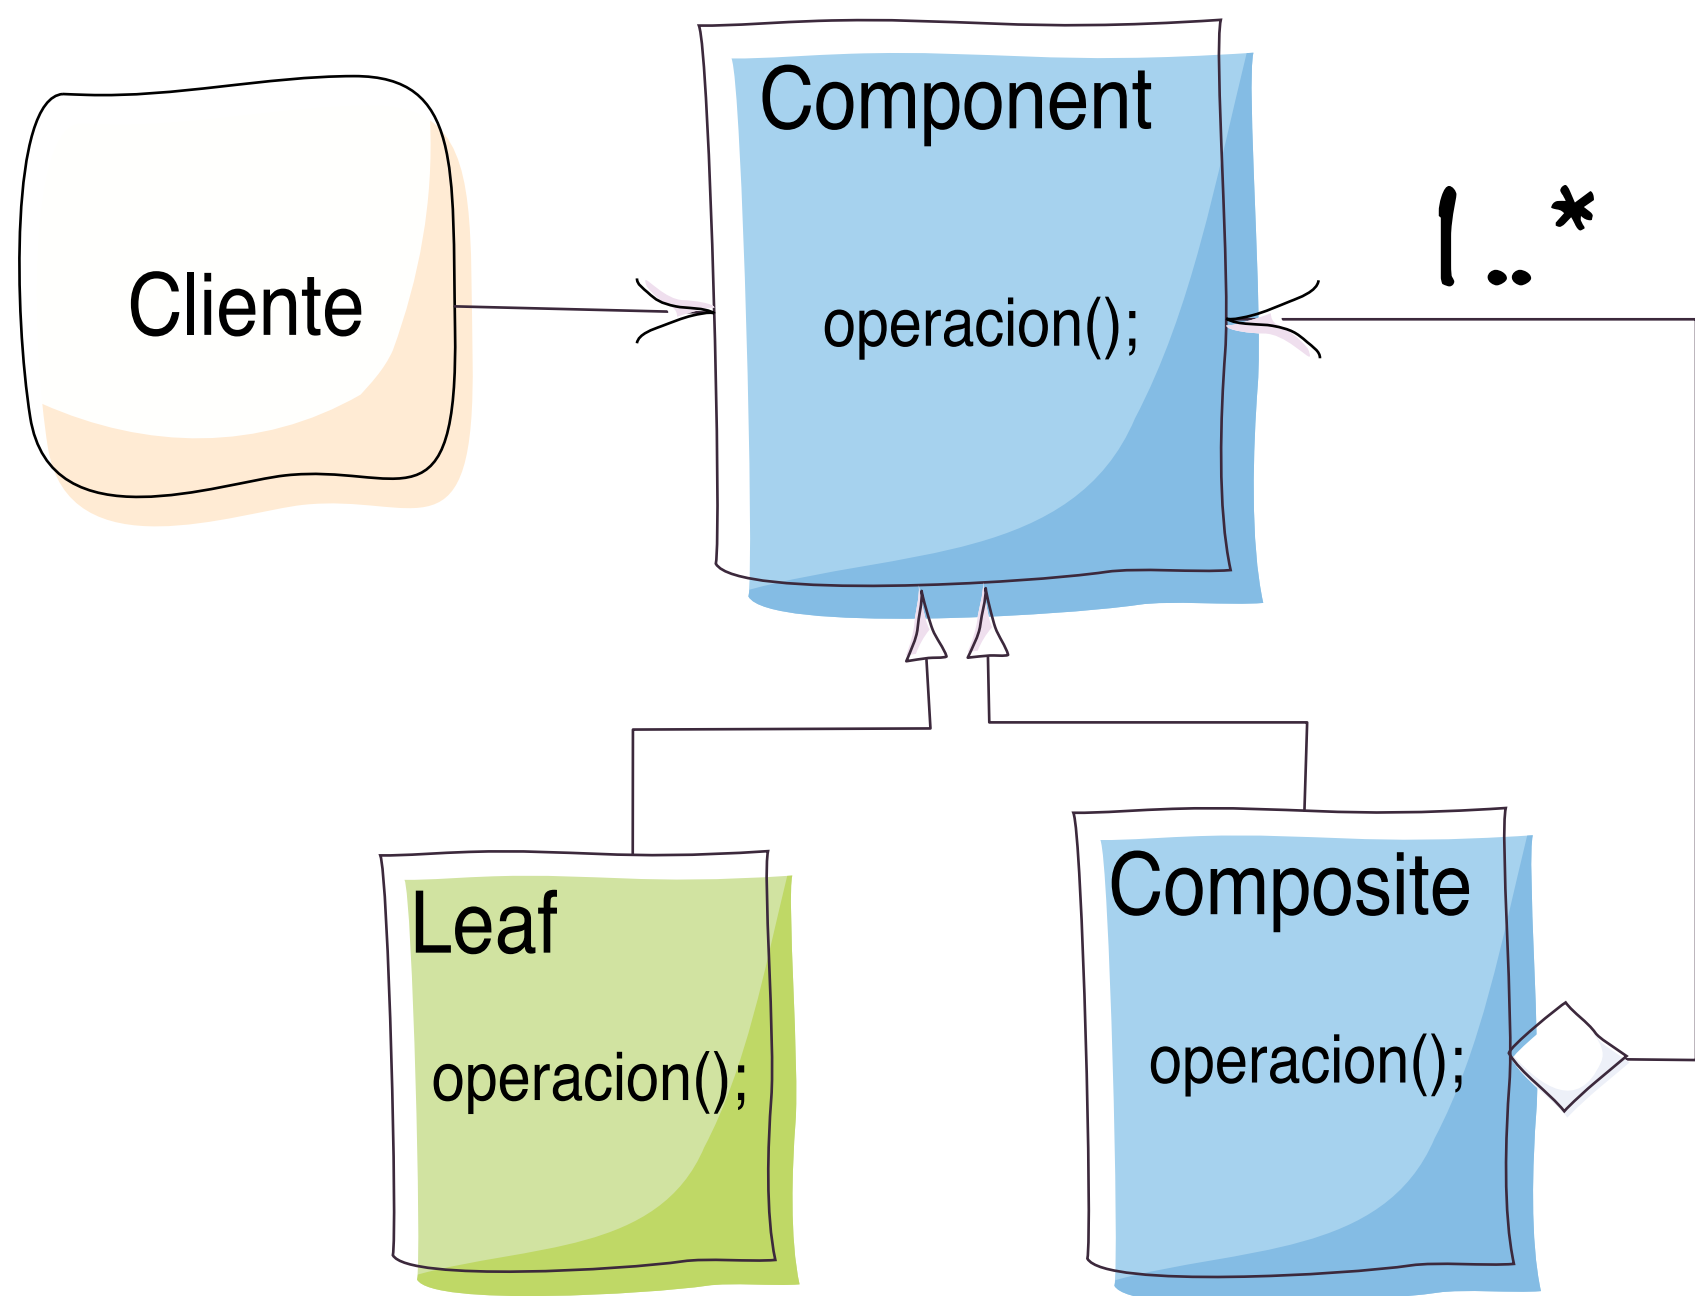 Component
1..*
Cliente
operacion();
Leaf
operacion();
Composite
operacion();